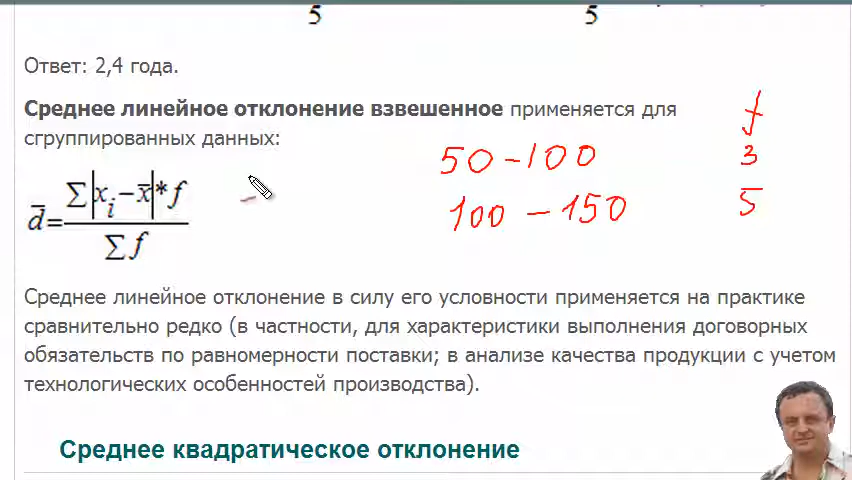 5 5
Ответ: 2,4 года.
Среднее линейное отклонение взвешенное применяется для
сгруппированных данных:
f
50 - 100 3
100 - 150 5
d̅ = ∑|xi − x̅| * f / ∑ f
Среднее линейное отклонение в силу его условности применяется на практике
сравнительно редко (в частности, для характеристики выполнения договорных
обязательств по равномерности поставки; в анализе качества продукции с учетом
технологических особенностей производства).
Среднее квадратическое отклонение